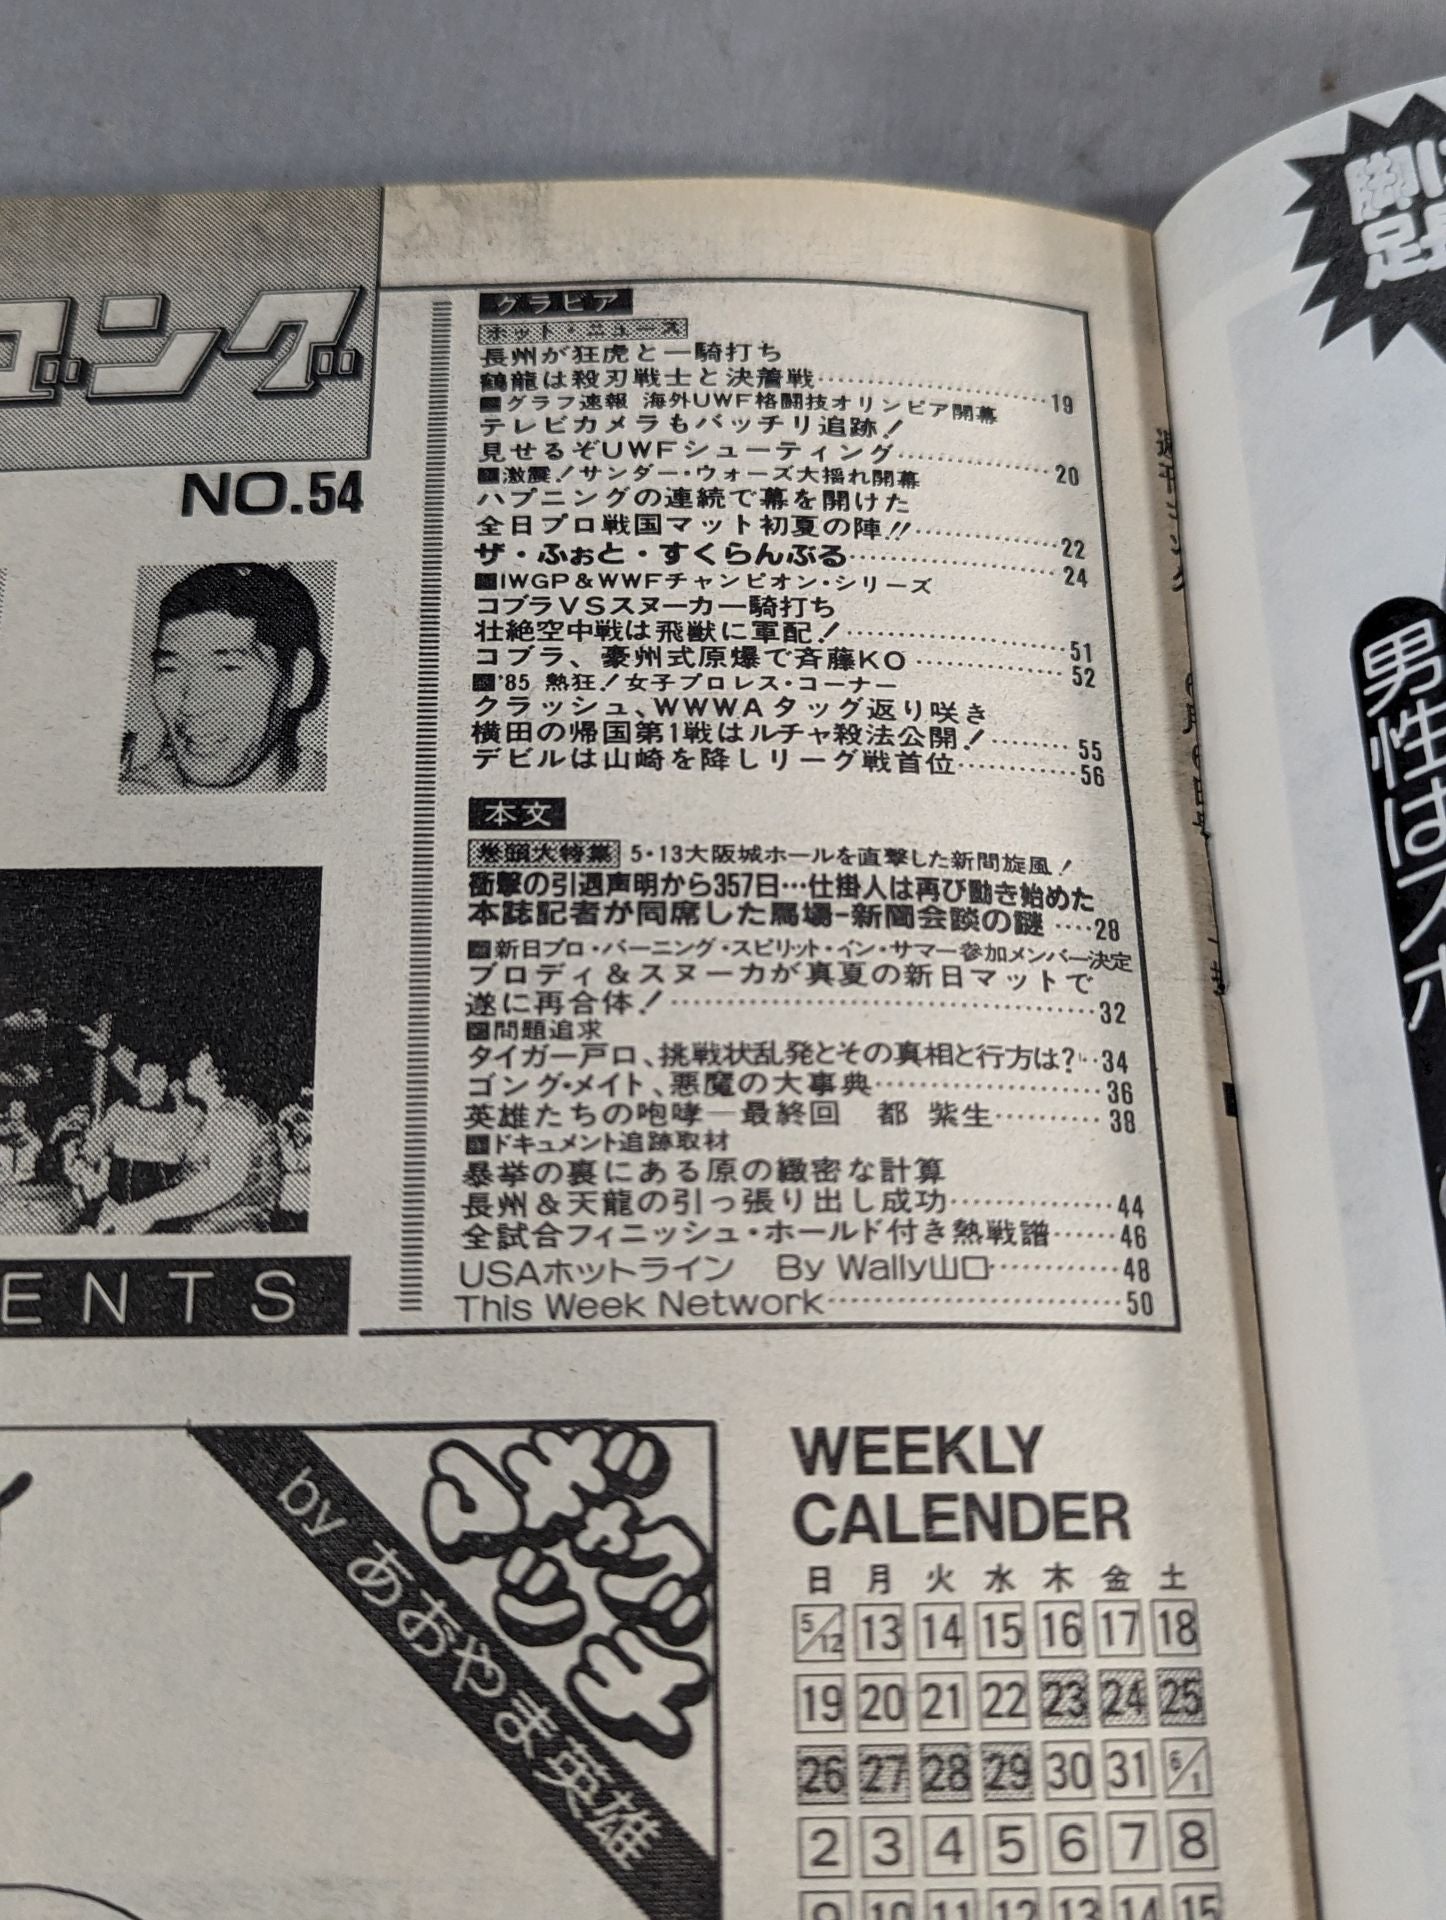 ゴング
NO.54
ENTS
グラビア
ホット・ニュース
長州が狂虎と一騎打ち
鶴龍は殺刃戦士と決着戦……19
グラフ速報 海外UWF格闘技オリンピア開幕
テレビカメラもバッチリ追跡!
見せるぞUWFシューティング……20
激震!サンダー・ウォーズ大揺れ開幕
ハプニングの連続で幕を開けた
全日プロ戦国マット初夏の陣!!……22
ザ・ふぉと・すくらんぶる……24
IWGP&WWFチャンピオン・シリーズ
コブラVSスヌーカ一騎打ち
壮絶空中戦は飛獣に軍配!……51
コブラ、豪州式原爆で斉藤KO……52
'85 熱狂!女子プロレス・コーナー
クラッシュ、WWWAタッグ返り咲き
横田の帰国第1戦はルチャ殺法公開!……55
デビルは山崎を降しリーグ戦首位……56
本文
巻頭大特集 5・13大阪城ホールを直撃した新間旋風!
衝撃の引退声明から357日…仕掛人は再び動き始めた
本誌記者が同席した馬場-新間会談の謎……28
新日プロ・バーニング・スピリット・イン・サマー参加メンバー決定
ブロディ&スヌーカが真夏の新日マットで
遂に再合体!……32
問題追求
タイガー戸口、挑戦状乱発とその真相と行方は?…34
ゴング・メイト、悪魔の大事典……36
英雄たちの咆哮―最終回 都 紫生……38
ドキュメント追跡取材
暴挙の裏にある原の緻密な計算
長州&天龍の引っ張り出し成功……44
全試合フィニッシュ・ホールド付き熱戦譜……46
USAホットライン By Wally山口……48
This Week Network……50
by あおやま英雄
WEEKLY
CALENDER
日 月 火 水 木 金 土
5/12 13 14 15 16 17 18
19 20 21 22 23 24 25
26 27 28 29 30 31 6/1
2 3 4 5 6 7 8
9 10 11 12 13 14 15
男性はスポ